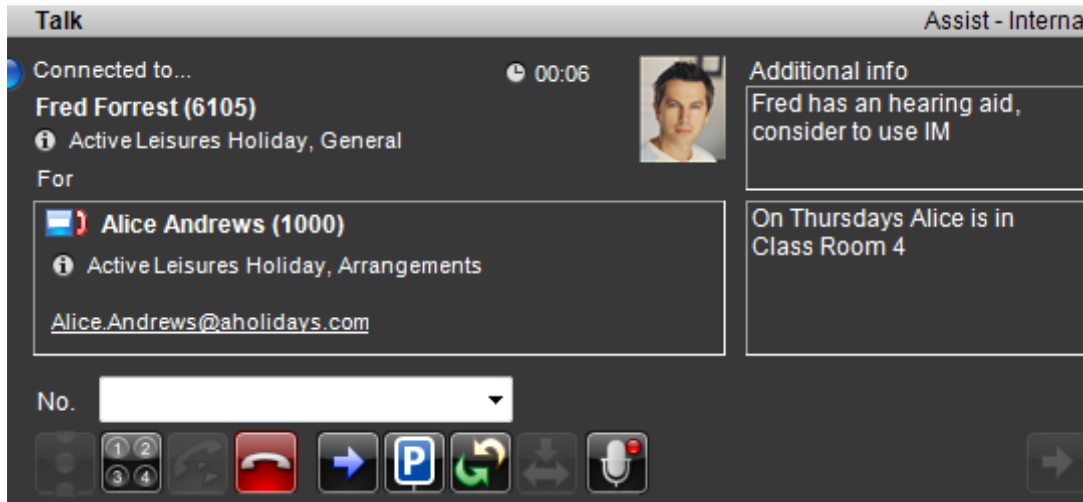 Talk
Assist - Interna
Connected to...
00:06
Additional info
Fred Forrest (6105)
Fred has an hearing aid,
consider to use IM
Active Leisures Holiday, General
For
Alice Andrews (1000)
On Thursdays Alice is in
Class Room 4
Active Leisures Holiday, Arrangements
Alice.Andrews@aholidays.com
No.
1 2
3 4
P